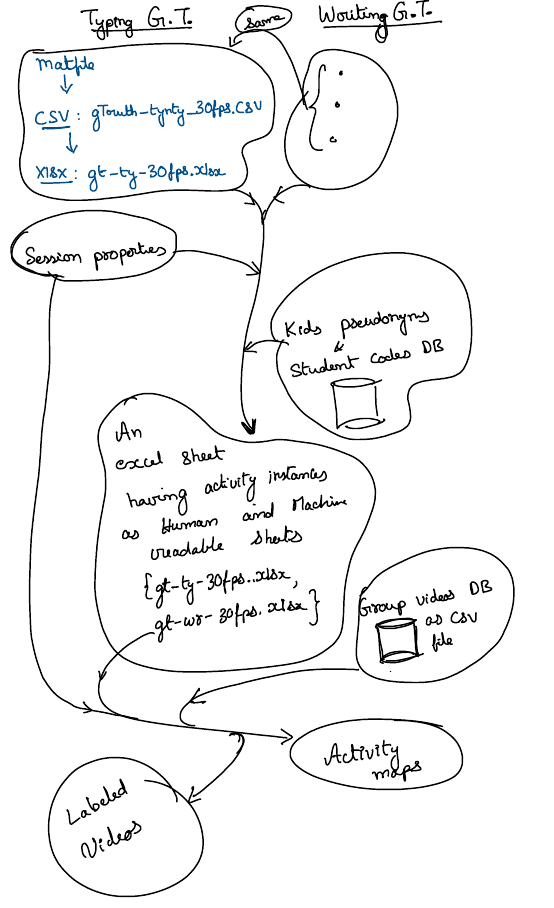 Typing G.T.
Same
Writing G.T.
Matfile
CSV : gTruth-tynty_30fps.CSV
Xlsx : gt-ty-30fps.xlsx
Session properties
Kids pseudonyms
&
Student codes DB
An
excel sheet
having activity instances
as Human and Machine
readable sheets
{gt-ty-30fps..xlsx,
gt-wr-30fps.xlsx}
Group videos DB
as CSV
file
Activity
maps
Labeled
Videos